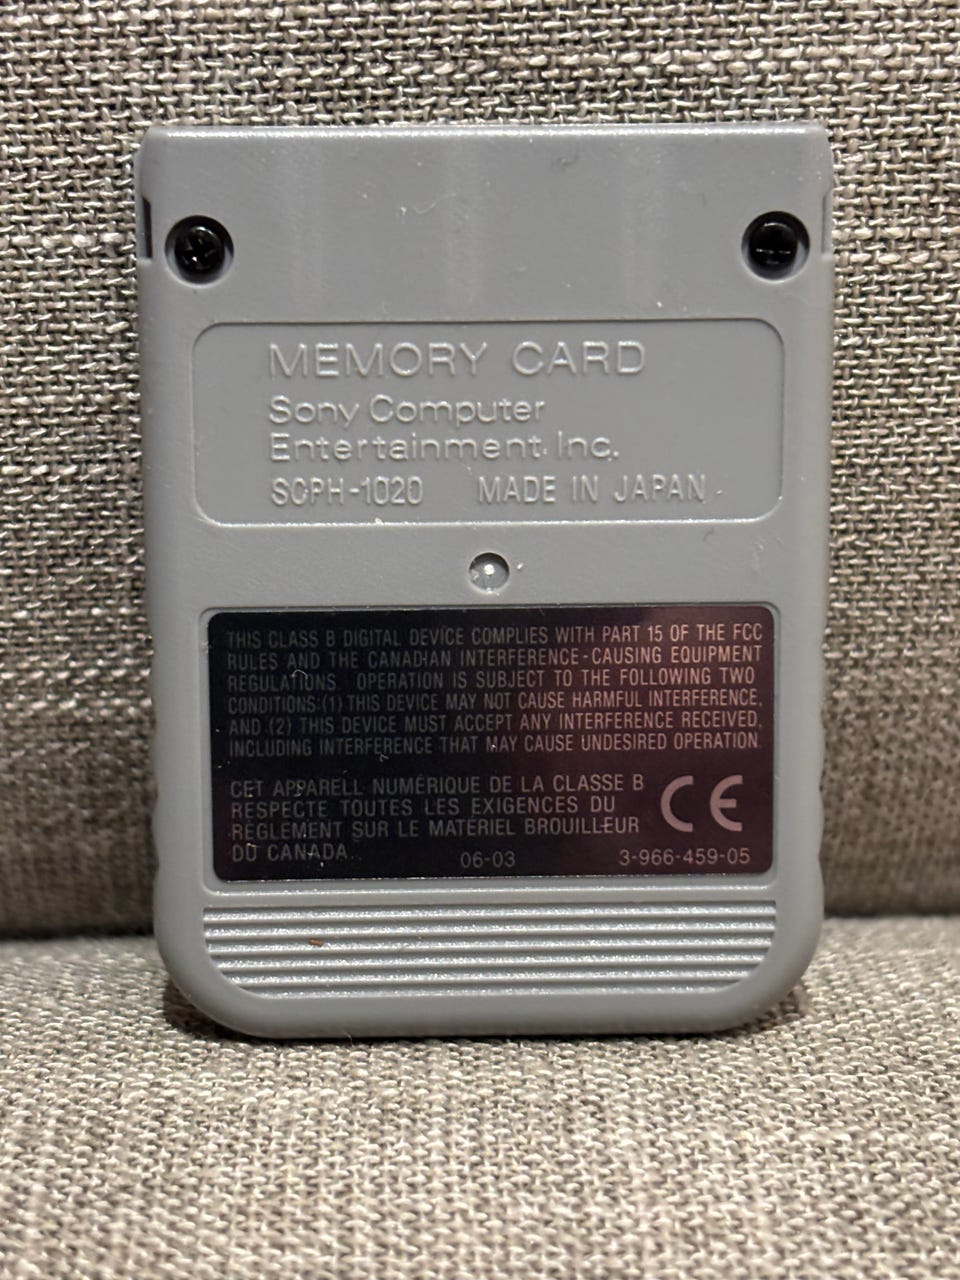 MEMORY CARD
Sony Computer
Entertainment Inc.
SCPH-1020 MADE IN JAPAN
THIS CLASS B DIGITAL DEVICE COMPLIES WITH PART 15 OF THE FCC
RULES AND THE CANADIAN INTERFERENCE-CAUSING EQUIPMENT
REGULATIONS. OPERATION IS SUBJECT TO THE FOLLOWING TWO
CONDITIONS:(1) THIS DEVICE MAY NOT CAUSE HARMFUL INTERFERENCE,
AND (2) THIS DEVICE MUST ACCEPT ANY INTERFERENCE RECEIVED,
INCLUDING INTERFERENCE THAT MAY CAUSE UNDESIRED OPERATION.
CET APPAREIL NUMÉRIQUE DE LA CLASSE B
RESPECTE TOUTES LES EXIGENCES DU
RÈGLEMENT SUR LE MATÉRIEL BROUILLEUR
DU CANADA.
CE
06-03 3-966-459-05